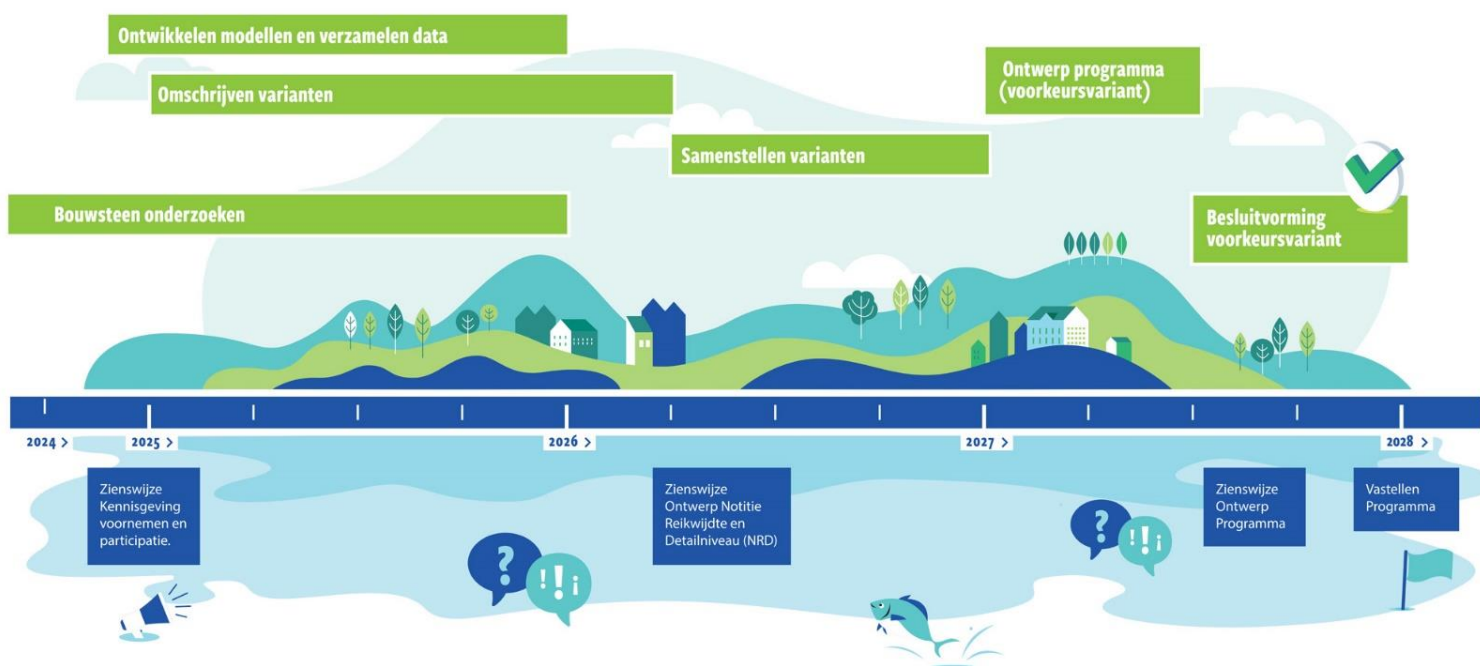 Ontwikkelen modellen en verzamelen data
Omschrijven varianten
Ontwerp programma
(voorkeursvariant)
Samenstellen varianten
Bouwsteen onderzoeken
Besluitvorming
voorkeursvariant
2024 >
2025 >
2026 >
2027 >
2028 >
Zienswijze
Kennisgeving
voornemen en
participatie.
Zienswijze
Ontwerp Notitie
Reikwijdte en
Detailniveau (NRD)
Zienswijze
Ontwerp
Programma
Vastellen
Programma
?
!!¡
?
!!¡